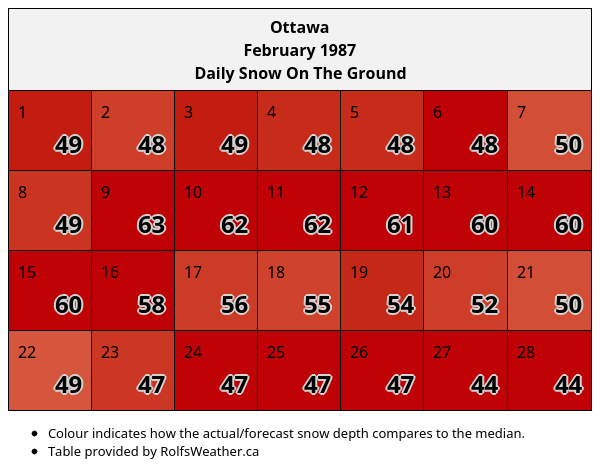 Ottawa
February 1987
Daily Snow On The Ground
1 2 3 4 5 6 7
49 48 49 48 48 48 50
8 9 10 11 12 13 14
49 63 62 62 61 60 60
15 16 17 18 19 20 21
60 58 56 55 54 52 50
22 23 24 25 26 27 28
49 47 47 47 47 44 44
• Colour indicates how the actual/forecast snow depth compares to the median.
• Table provided by RolfsWeather.ca